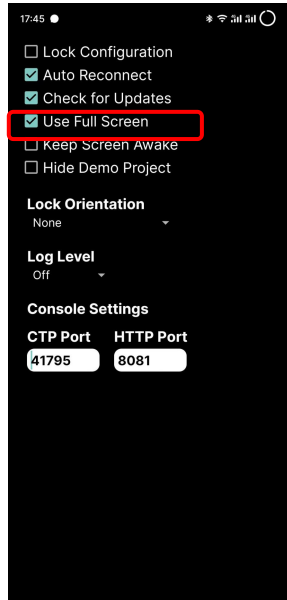 17:45
Lock Configuration
Auto Reconnect
Check for Updates
Use Full Screen
Keep Screen Awake
Hide Demo Project
Lock Orientation
None
Log Level
Off
Console Settings
CTP Port HTTP Port
41795 8081